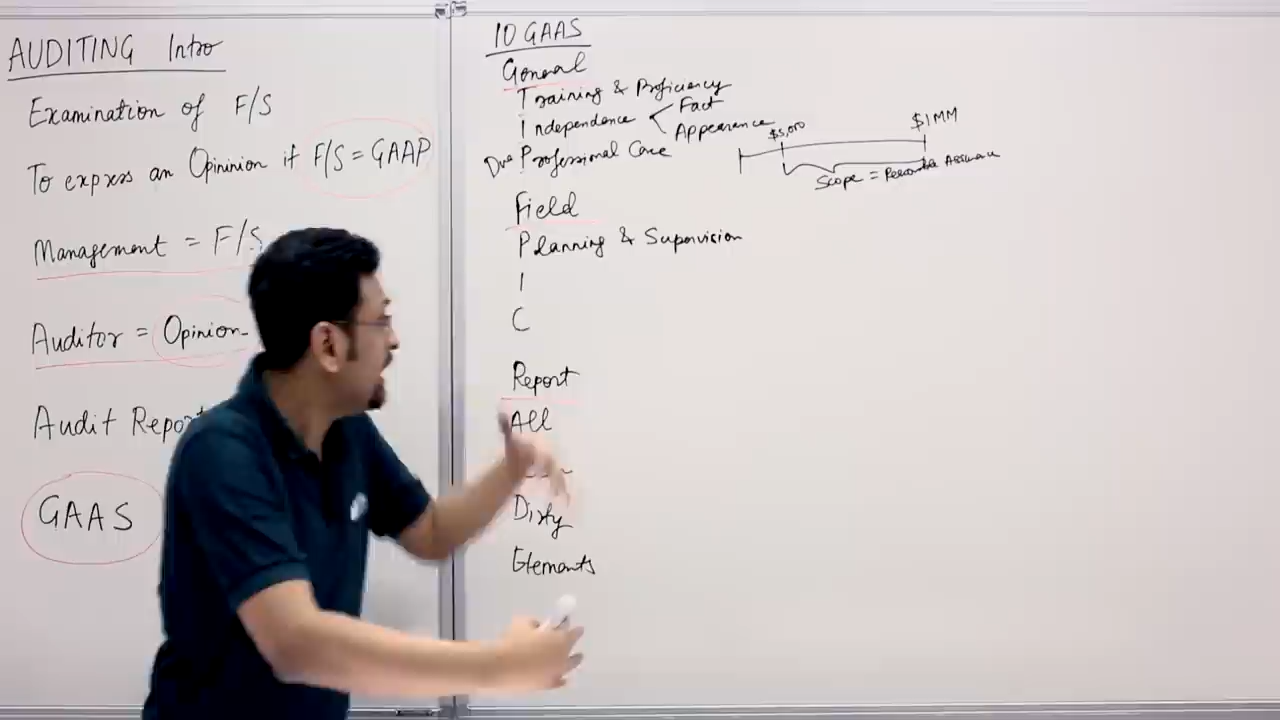 AUDITING Intro
Examination of F/S
To express an Opinion if F/S = GAAP
Management = F/S
Auditor = Opinion
Audit Repor
GAAS
10 GAAS
General
Training & Proficiency
Independence < Fact
Appearance
Due Professional Care
$5,000
$1MM
Scope = Reasonable Assurance
Field
Planning & Supervision
I
C
Report
All
Dirty
Elements